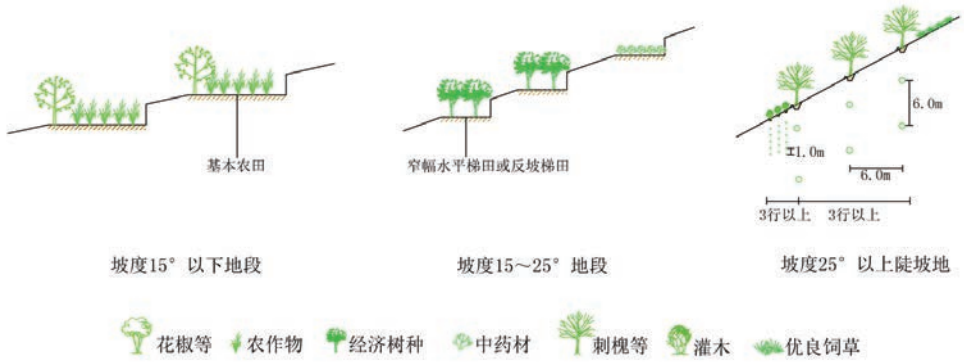 基本农田
窄幅水平梯田或反坡梯田
6.0m
1.0m
6.0m
3行以上 3行以上
坡度15°以下地段 坡度15～25°地段 坡度25°以上陡坡地
花椒等 农作物 经济树种 中药材 刺槐等 灌木 优良饲草